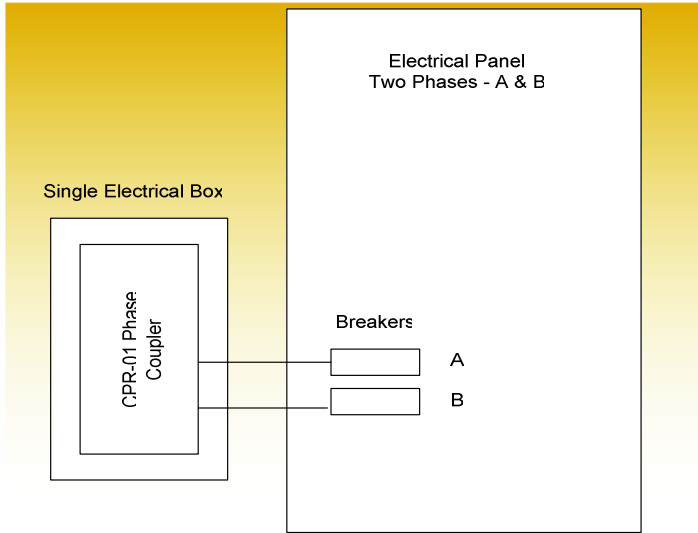 Electrical Panel
Two Phases - A & B
Single Electrical Box
CPR-01 Phase
Coupler
Breakers
A
B